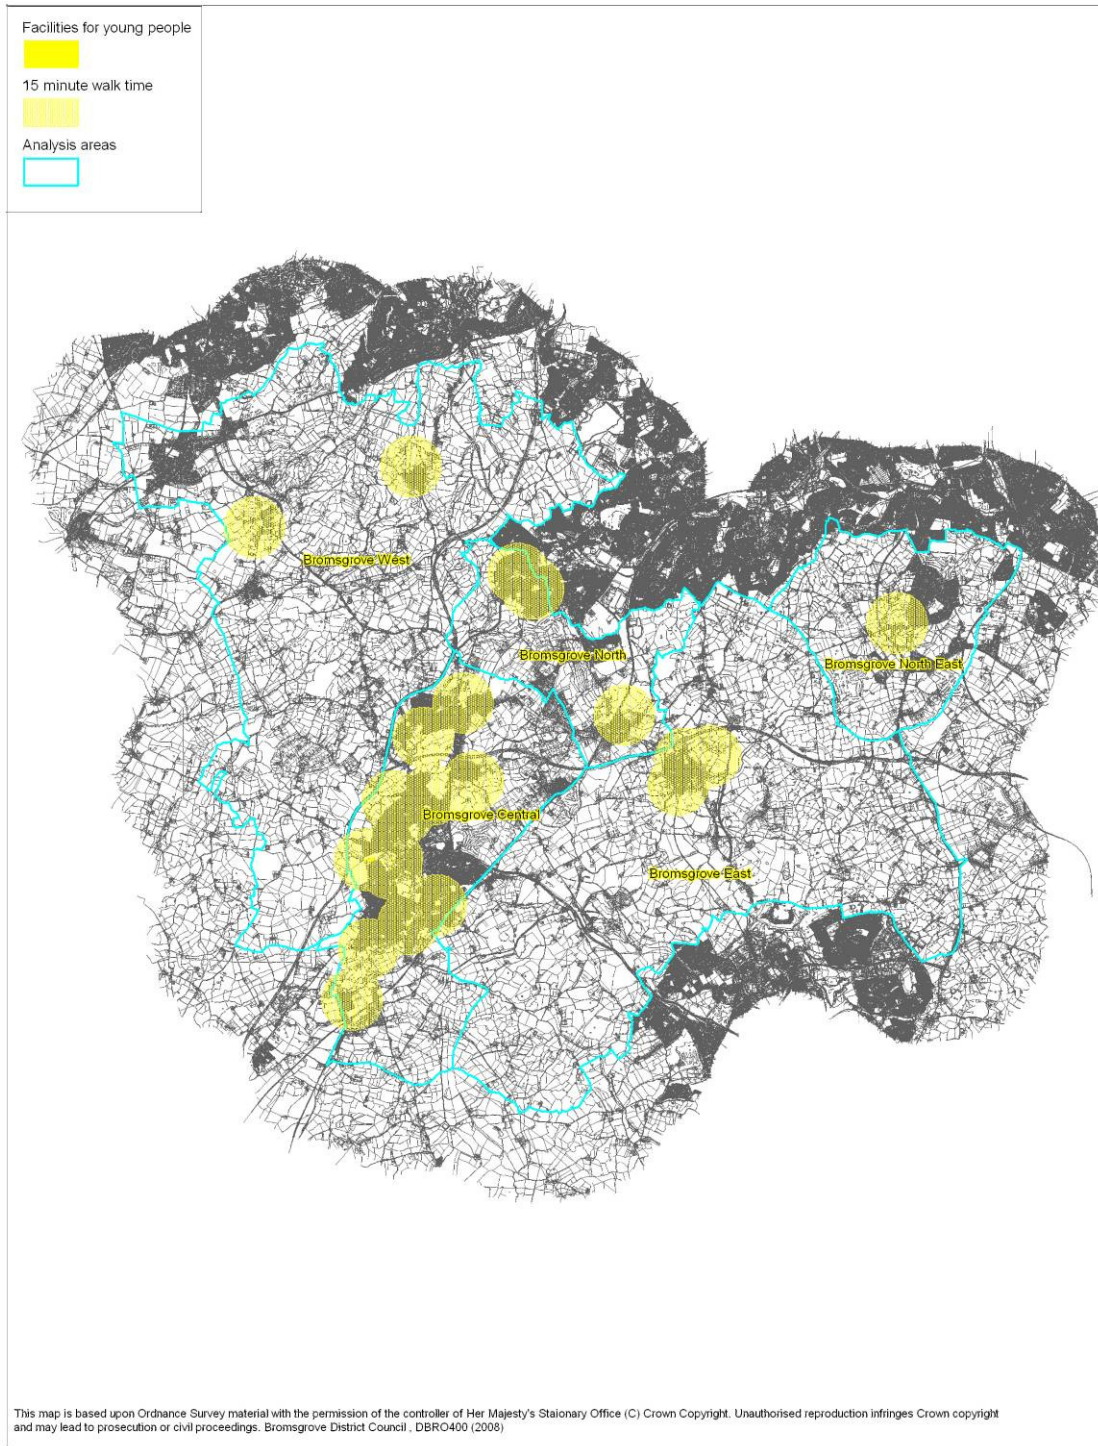 Facilities for young people
15 minute walk time
Analysis areas
Bromsgrove West
Bromsgrove North
Bromsgrove North East
Bromsgrove Central
Bromsgrove East
This map is based upon Ordnance Survey material with the permission of the controller of Her Majesty's Staionary Office (C) Crown Copyright. Unauthorised reproduction infringes Crown copyright
and may lead to prosecution or civil proceedings. Bromsgrove District Council , DBRO400 (2008)